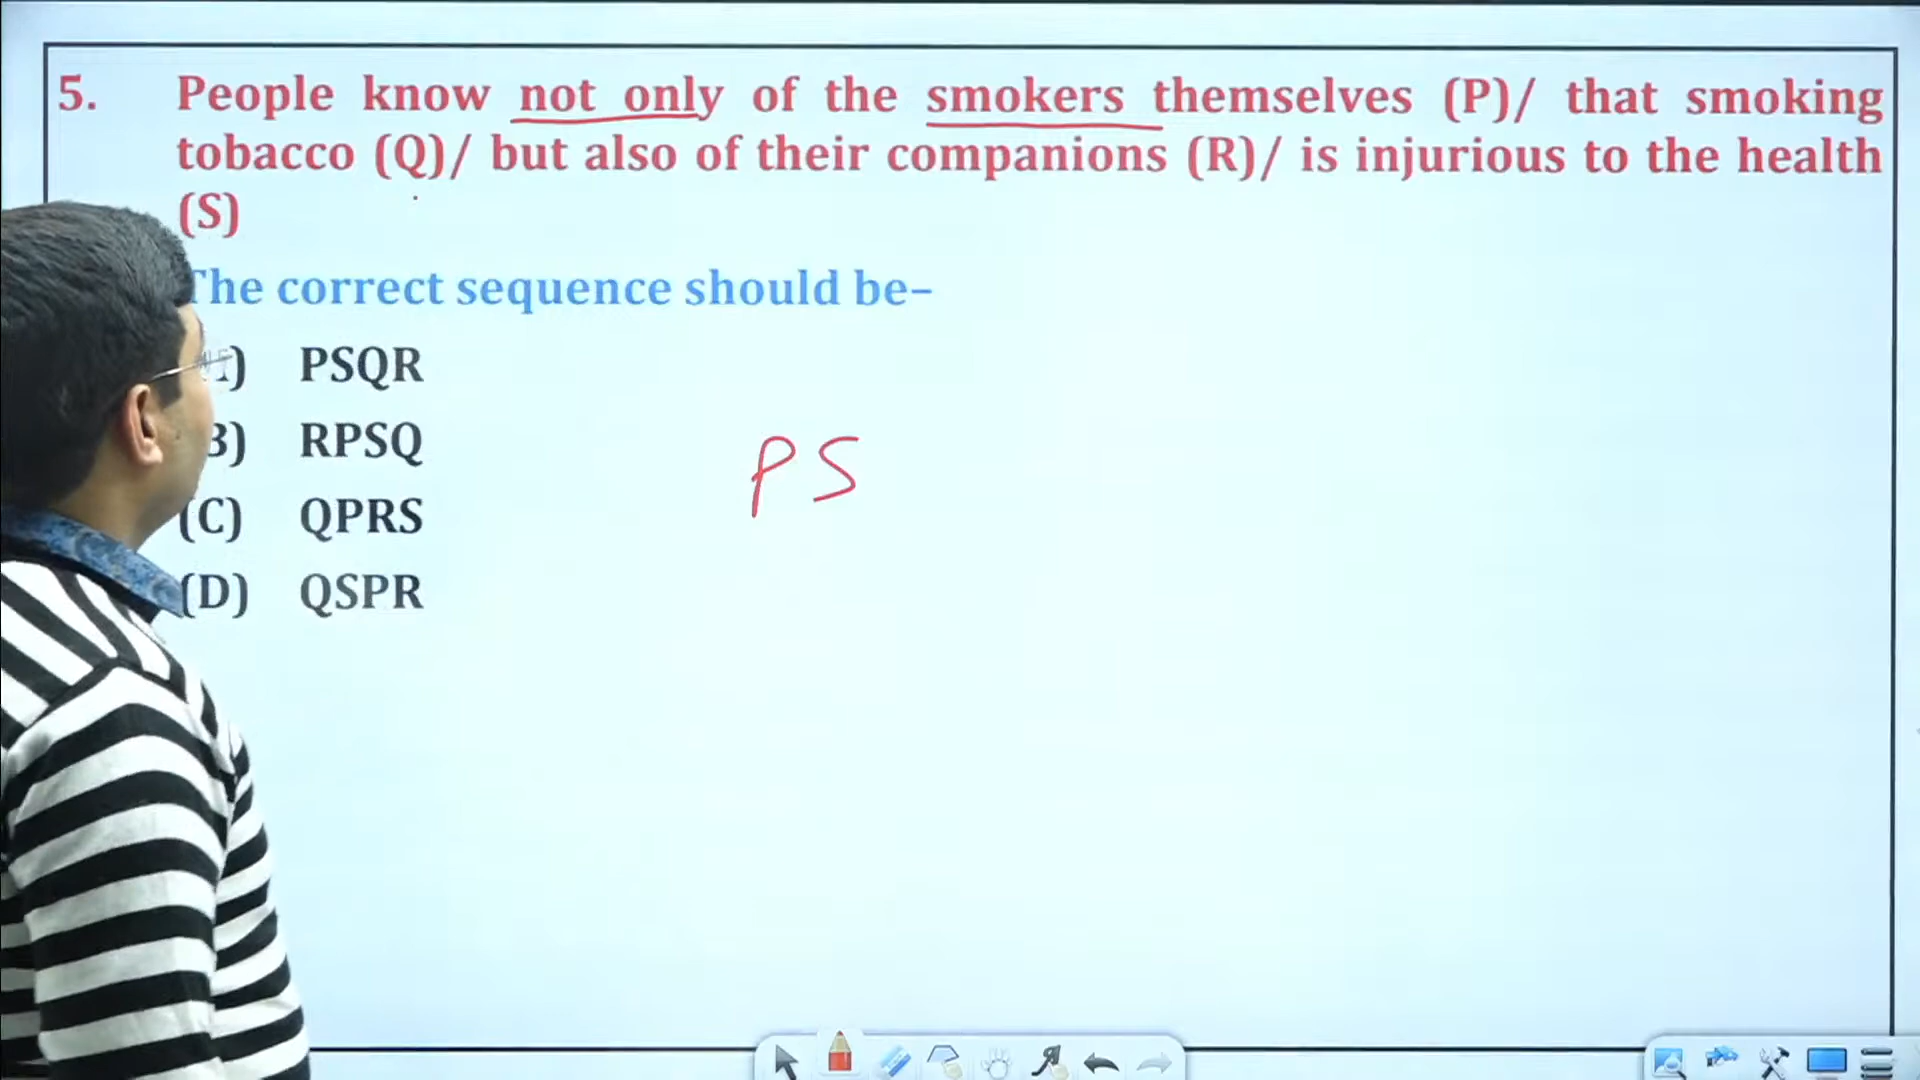 5. People know not only of the smokers themselves (P)/ that smoking
tobacco (Q)/ but also of their companions (R)/ is injurious to the health
(S)
The correct sequence should be–
PSQR
B) RPSQ
(C) QPRS
(D) QSPR
PS